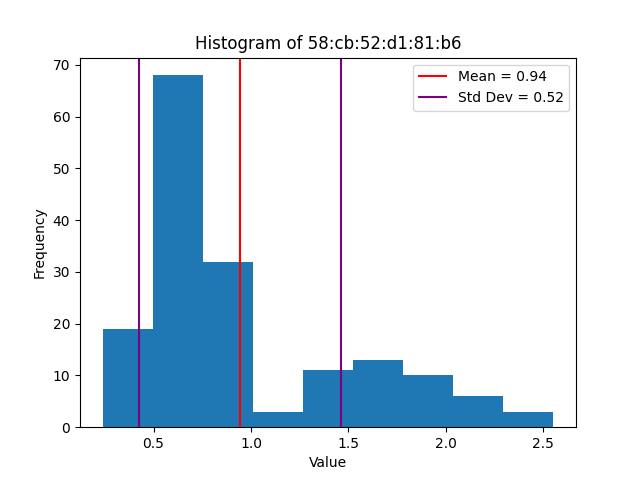 Histogram of 58:cb:52:d1:81:b6
Mean = 0.94
Std Dev = 0.52
70
60
50
40
30
20
10
0
Frequency
0.5 1.0 1.5 2.0 2.5
Value